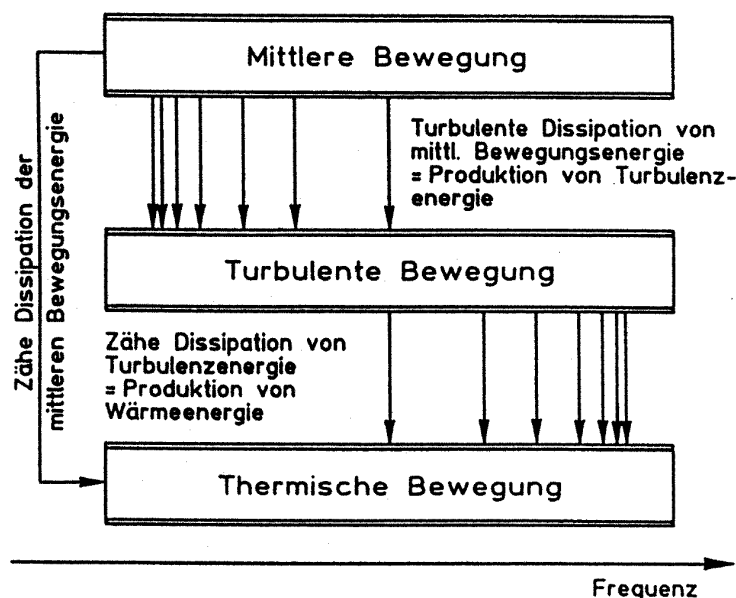 Mittlere Bewegung
Zähe Dissipation der
mittleren Bewegungsenergie
Turbulente Dissipation von
mittl. Bewegungsenergie
= Produktion von Turbulenz-
energie
Turbulente Bewegung
Zähe Dissipation von
Turbulenzenergie
= Produktion von
Wärmeenergie
Thermische Bewegung
Frequenz